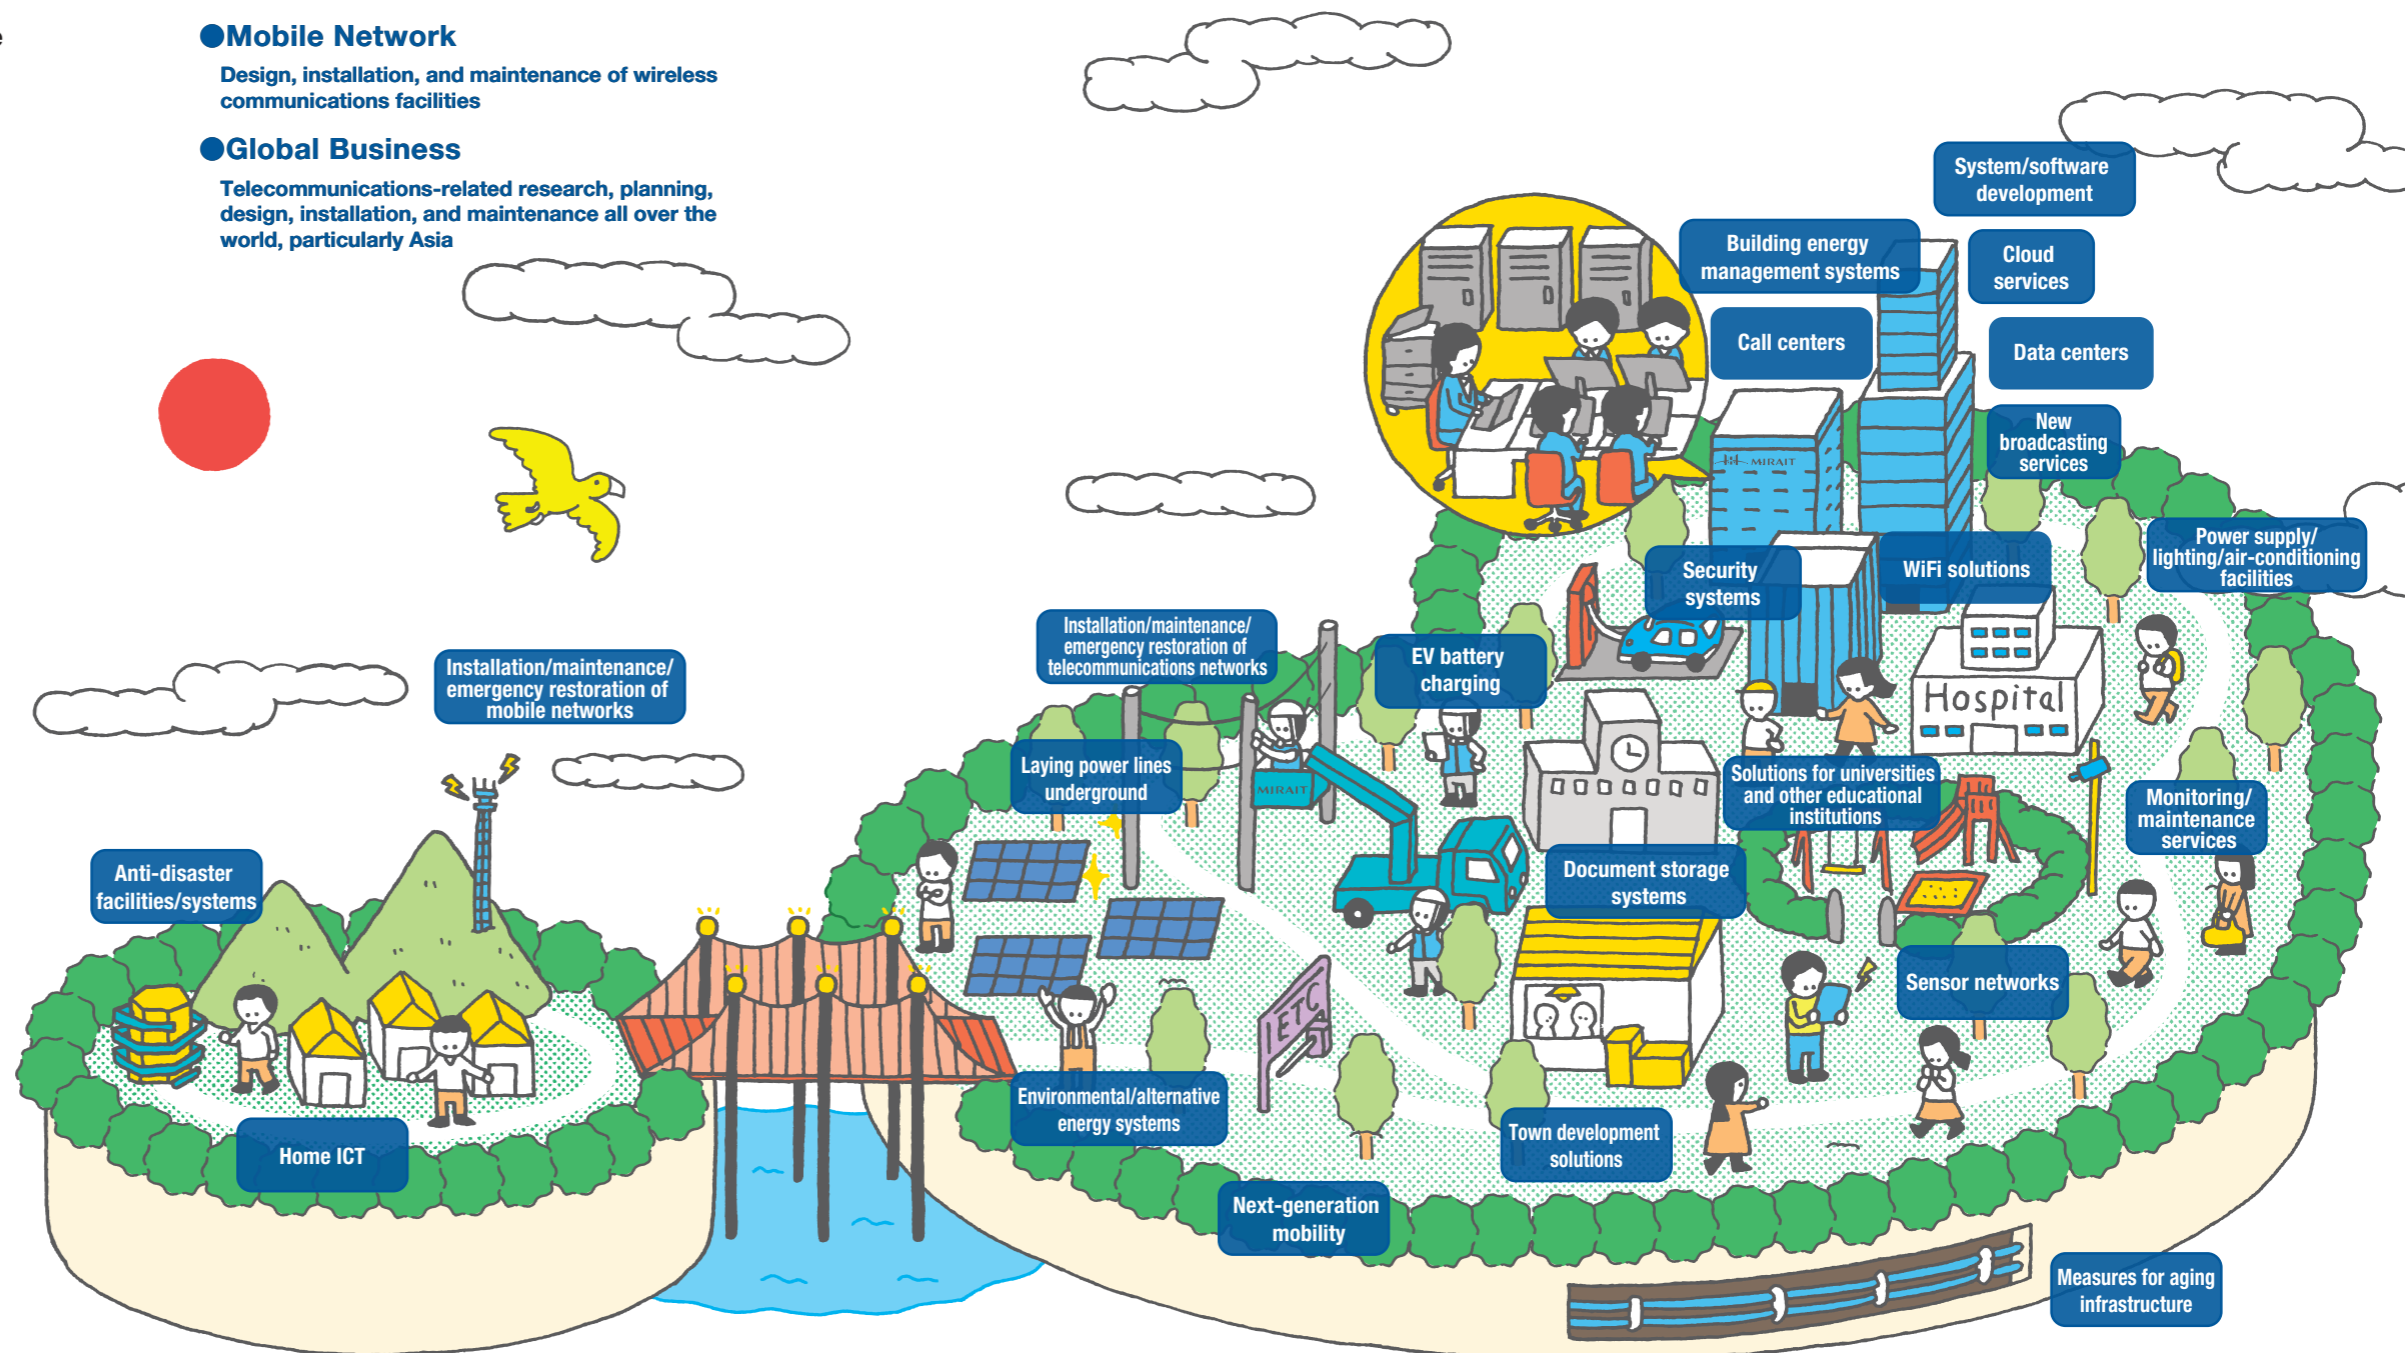 e
●Mobile Network
Design, installation, and maintenance of wireless
communications facilities
●Global Business
Telecommunications-related research, planning,
design, installation, and maintenance all over the
world, particularly Asia
System/software
development
Building energy
management systems
Cloud
services
Call centers
Data centers
New
broadcasting
services
MIRAIT
Power supply/
lighting/air-conditioning
facilities
Security
systems
WiFi solutions
Installation/maintenance/
emergency restoration of
telecommunications networks
EV battery
charging
Installation/maintenance/
emergency restoration of
mobile networks
Hospital
Laying power lines
underground
MIRAIT
Solutions for universities
and other educational
institutions
Monitoring/
maintenance
services
Anti-disaster
facilities/systems
Document storage
systems
Sensor networks
ETC
Environmental/alternative
energy systems
Home ICT
Town development
solutions
Next-generation
mobility
Measures for aging
infrastructure